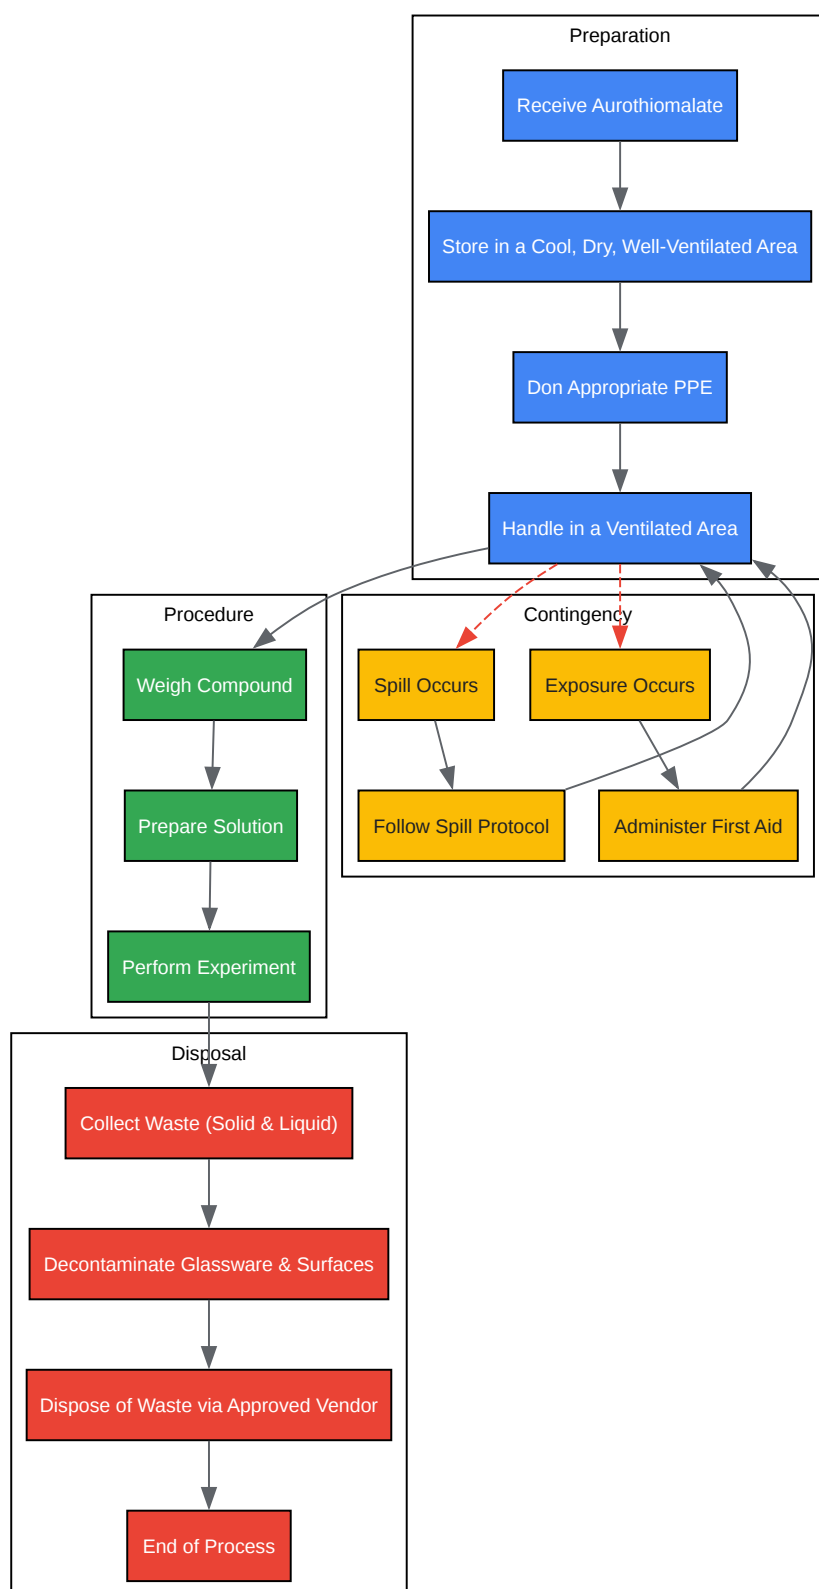 Preparation
Receive Aurothiomalate
Store in a Cool, Dry, Well-Ventilated Area
Don Appropriate PPE
Handle in a Ventilated Area
Procedure
Weigh Compound
Prepare Solution
Perform Experiment
Contingency
Spill Occurs
Exposure Occurs
Follow Spill Protocol
Administer First Aid
Disposal
Collect Waste (Solid & Liquid)
Decontaminate Glassware & Surfaces
Dispose of Waste via Approved Vendor
End of Process